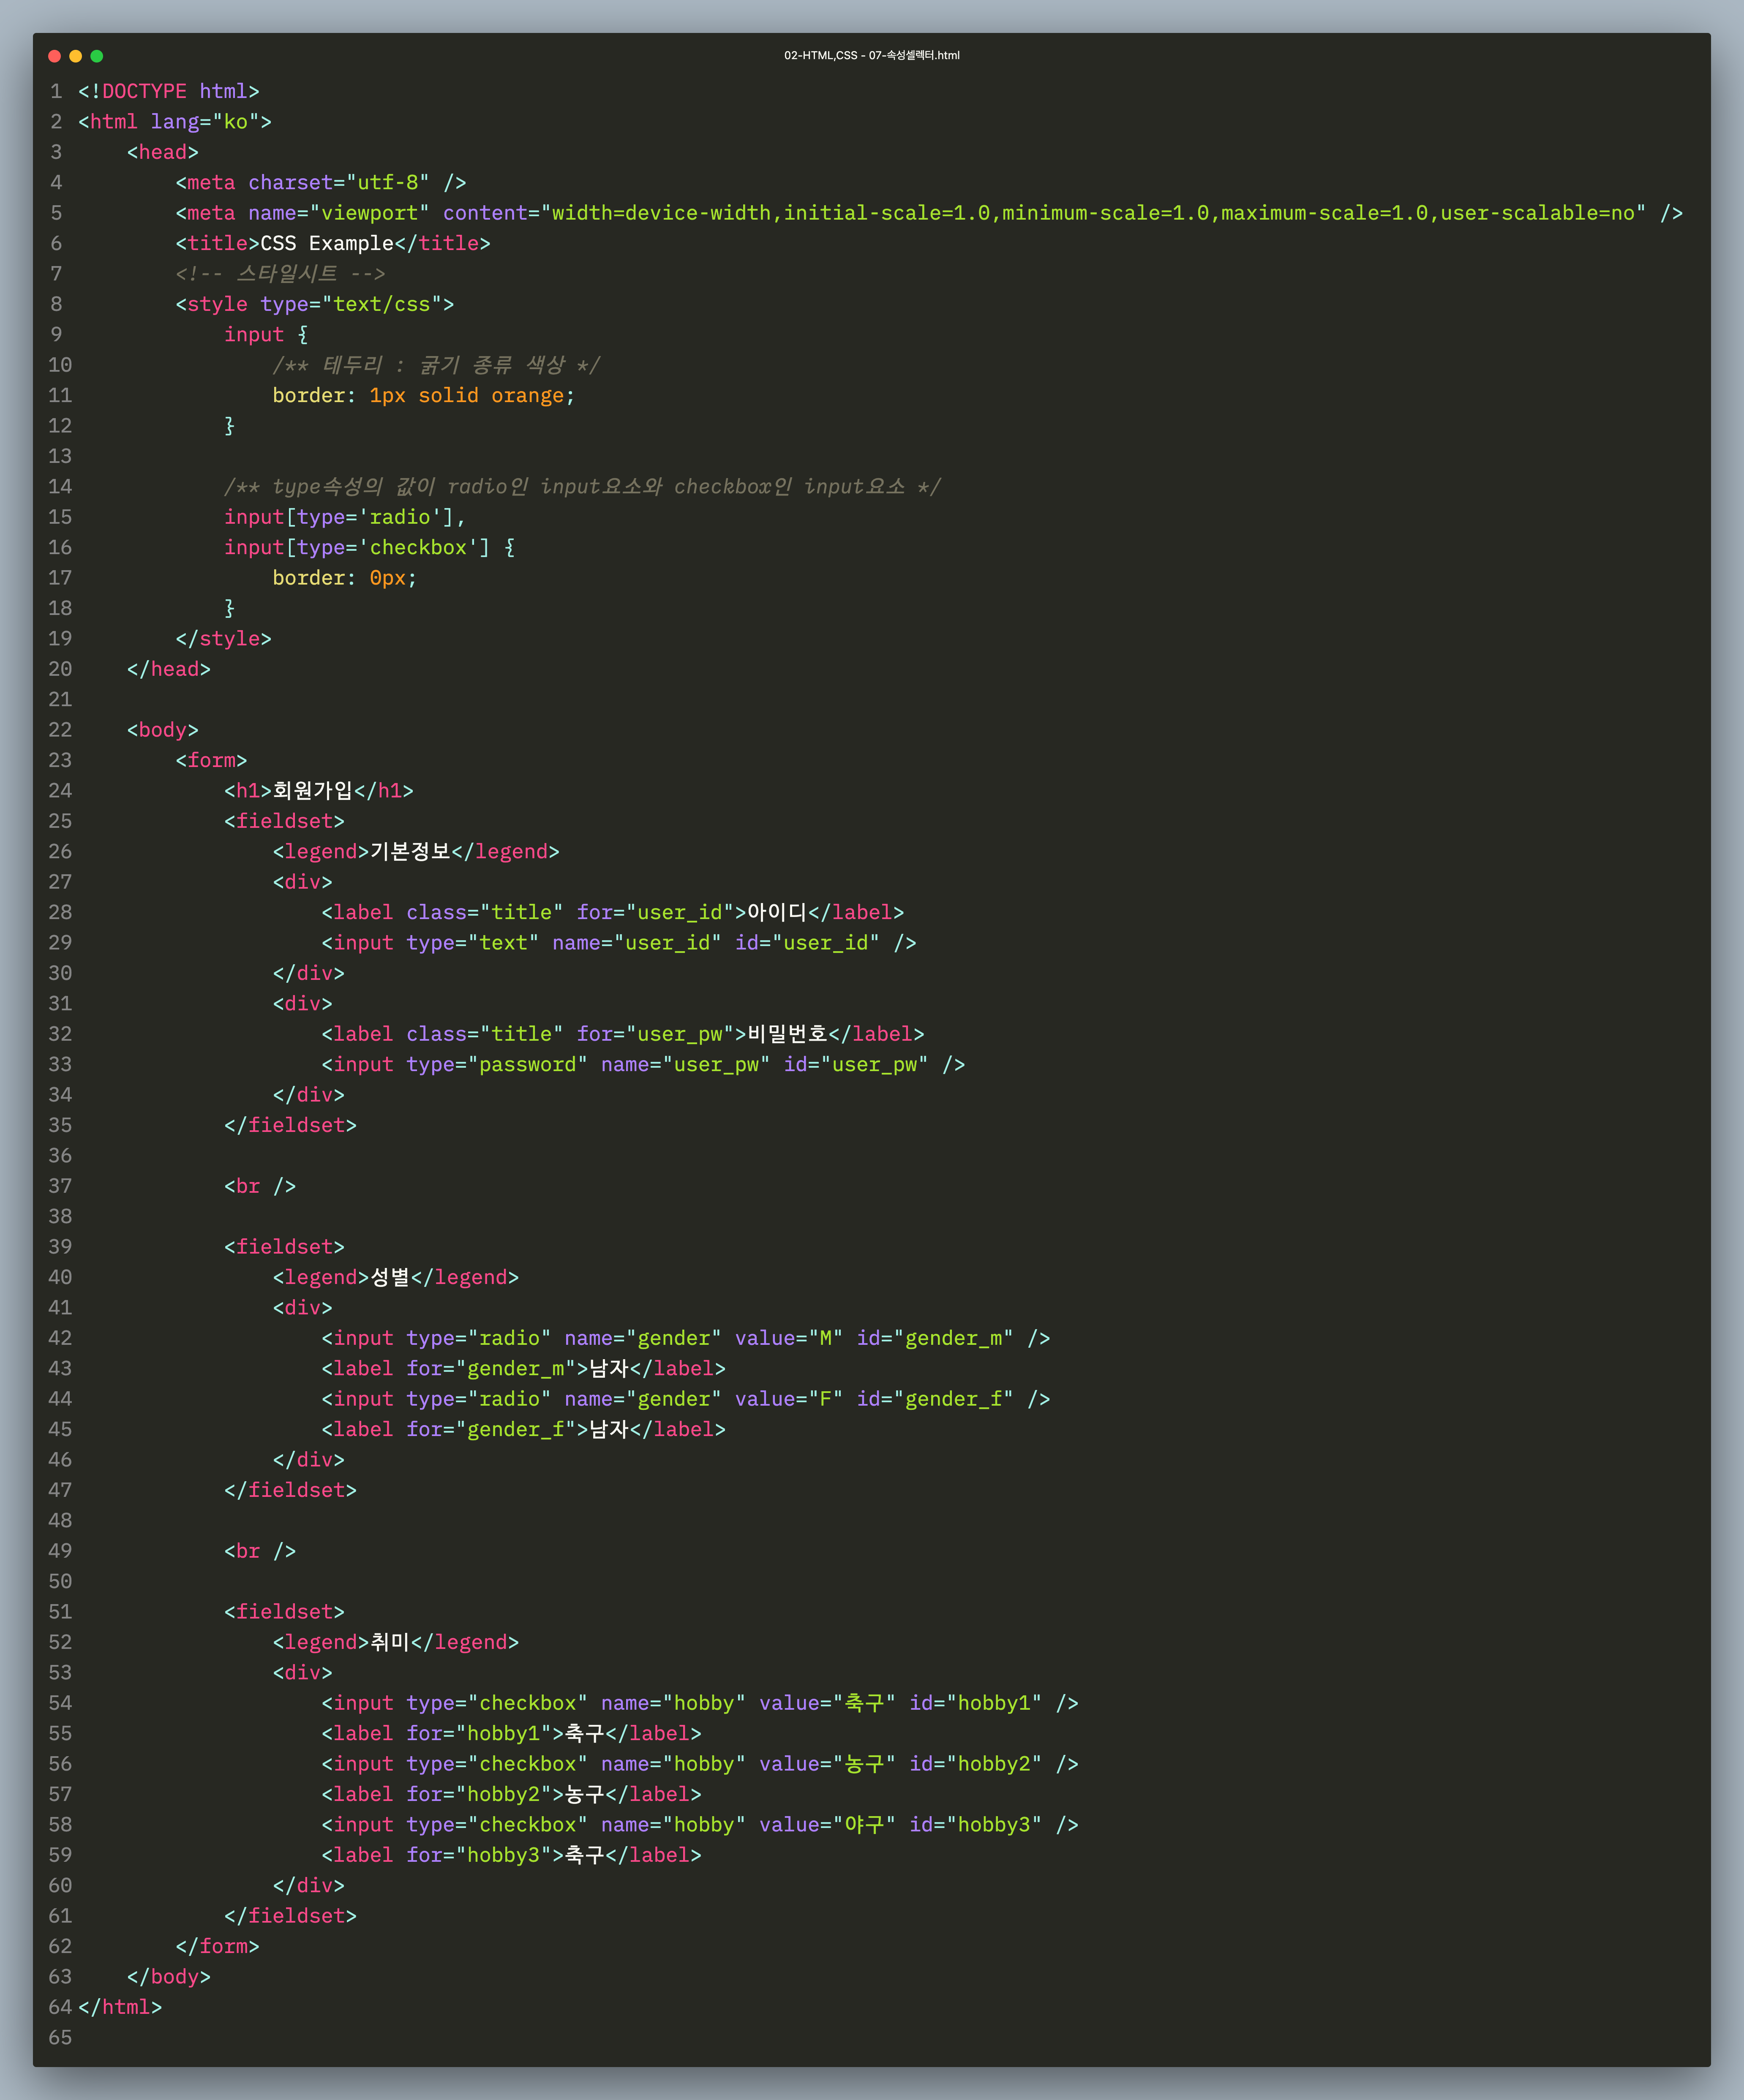 02-HTML,CSS - 07-속성셀렉터.html
1 <!DOCTYPE html>
2 <html lang="ko">
3     <head>
4         <meta charset="utf-8" />
5         <meta name="viewport" content="width=device-width,initial-scale=1.0,minimum-scale=1.0,maximum-scale=1.0,user-scalable=no" />
6         <title>CSS Example</title>
7         <!-- 스타일시트 -->
8         <style type="text/css">
9             input {
10                 /** 테두리 : 굵기 종류 색상 */
11                 border: 1px solid orange;
12             }
13
14             /** type속성의 값이 radio인 input요소와 checkbox인 input요소 */
15             input[type='radio'],
16             input[type='checkbox'] {
17                 border: 0px;
18             }
19         </style>
20     </head>
21
22     <body>
23         <form>
24             <h1>회원가입</h1>
25             <fieldset>
26                 <legend>기본정보</legend>
27                 <div>
28                     <label class="title" for="user_id">아이디</label>
29                     <input type="text" name="user_id" id="user_id" />
30                 </div>
31                 <div>
32                     <label class="title" for="user_pw">비밀번호</label>
33                     <input type="password" name="user_pw" id="user_pw" />
34                 </div>
35             </fieldset>
36
37             <br />
38
39             <fieldset>
40                 <legend>성별</legend>
41                 <div>
42                     <input type="radio" name="gender" value="M" id="gender_m" />
43                     <label for="gender_m">남자</label>
44                     <input type="radio" name="gender" value="F" id="gender_f" />
45                     <label for="gender_f">남자</label>
46                 </div>
47             </fieldset>
48
49             <br />
50
51             <fieldset>
52                 <legend>취미</legend>
53                 <div>
54                     <input type="checkbox" name="hobby" value="축구" id="hobby1" />
55                     <label for="hobby1">축구</label>
56                     <input type="checkbox" name="hobby" value="농구" id="hobby2" />
57                     <label for="hobby2">농구</label>
58                     <input type="checkbox" name="hobby" value="야구" id="hobby3" />
59                     <label for="hobby3">축구</label>
60                 </div>
61             </fieldset>
62         </form>
63     </body>
64 </html>
65